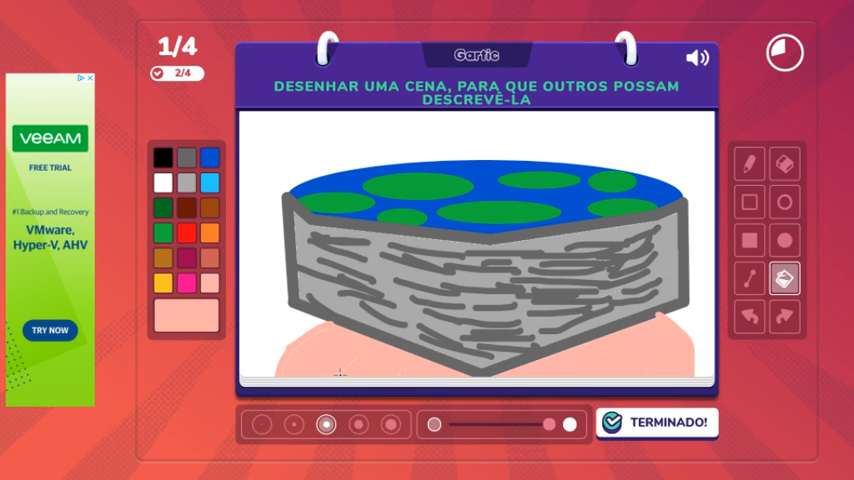 1/4
2/4
Gartic
DESENHAR UMA CENA, PARA QUE OUTROS POSSAM
DESCREVÊ-LA
VEEAM
FREE TRIAL
#1 Backup and Recovery
VMware,
Hyper-V, AHV
TRY NOW
TERMINADO!